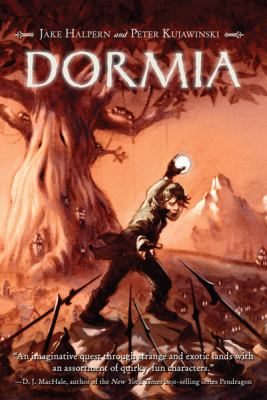 JAKE HALPERN and PETER KUJAWINSKI
DORMIA
“An imaginative quest through strange and exotic lands with
an assortment of quirky, fun characters.”
—D. J. MacHale, author of the New York Times best-selling series Pendragon